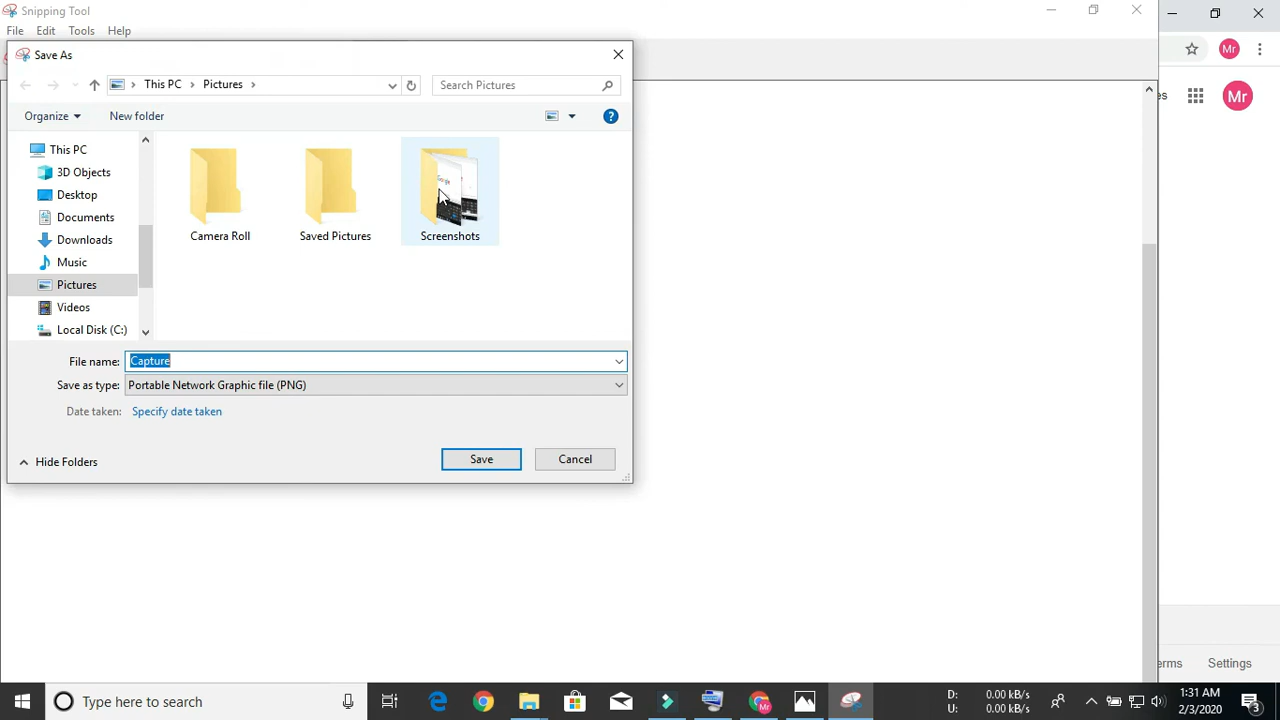 Snipping Tool
File Edit Tools Help
Save As
This PC > Pictures >
Search Pictures
Organize
New folder
This PC
3D Objects
Desktop
Documents
Downloads
Music
Pictures
Videos
Local Disk (C:)
Camera Roll
Saved Pictures
Screenshots
File name: Capture
Save as type: Portable Network Graphic file (PNG)
Date taken: Specify date taken
Hide Folders
Save
Cancel
Mr
Mr
Settings
Type here to search
D: 0.00 kB/s
U: 0.00 kB/s
1:31 AM
2/3/2020
3